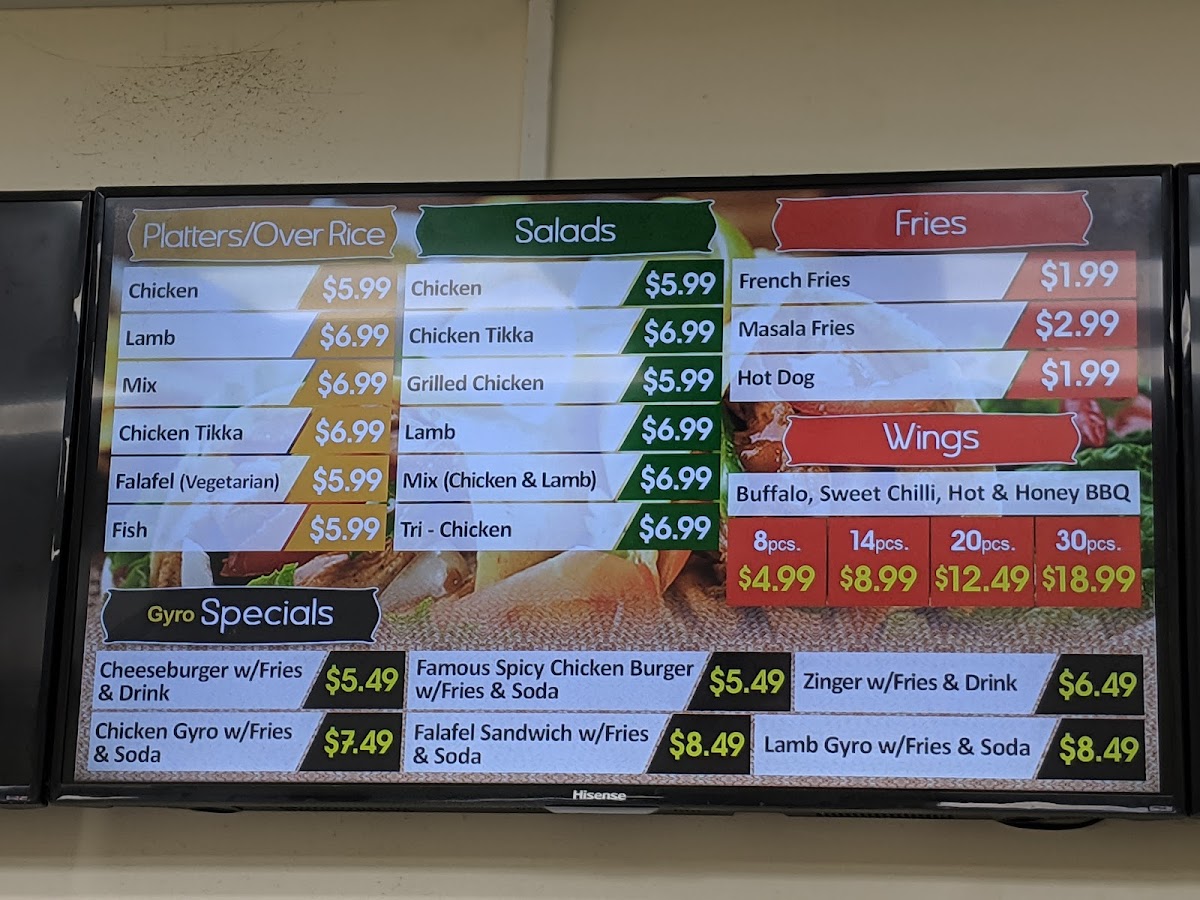 Platters/Over Rice
Chicken $5.99
Lamb $6.99
Mix $6.99
Chicken Tikka $6.99
Falafel (Vegetarian) $5.99
Fish $5.99
Salads
Chicken $5.99
Chicken Tikka $6.99
Grilled Chicken $5.99
Lamb $6.99
Mix (Chicken & Lamb) $6.99
Tri - Chicken $6.99
Fries
French Fries $1.99
Masala Fries $2.99
Hot Dog $1.99
Wings
Buffalo, Sweet Chilli, Hot & Honey BBQ
8pcs. 14pcs. 20pcs. 30pcs.
$4.99 $8.99 $12.49 $18.99
Gyro Specials
Cheeseburger w/Fries
& Drink $5.49
Famous Spicy Chicken Burger
w/Fries & Soda $5.49
Zinger w/Fries & Drink $6.49
Chicken Gyro w/Fries
& Soda $7.49
Falafel Sandwich w/Fries
& Soda $8.49
Lamb Gyro w/Fries & Soda $8.49
Hisense